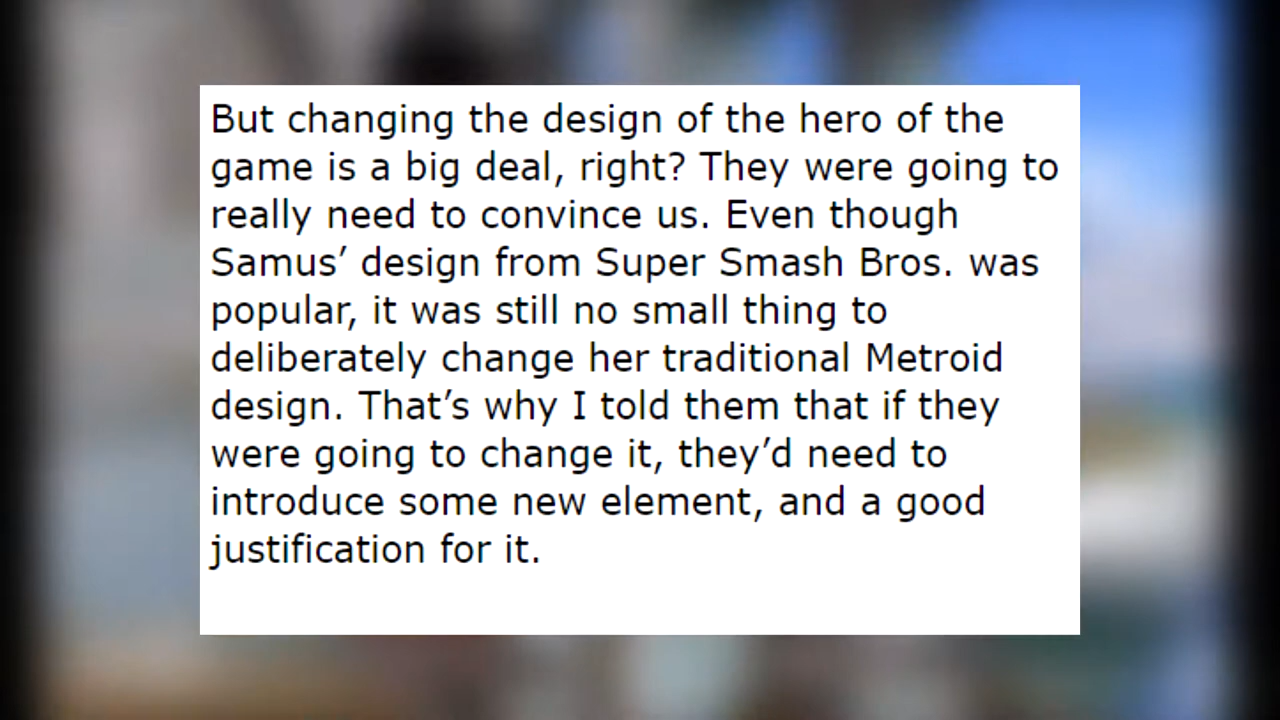 But changing the design of the hero of the
game is a big deal, right? They were going to
really need to convince us. Even though
Samus’ design from Super Smash Bros. was
popular, it was still no small thing to
deliberately change her traditional Metroid
design. That’s why I told them that if they
were going to change it, they’d need to
introduce some new element, and a good
justification for it.